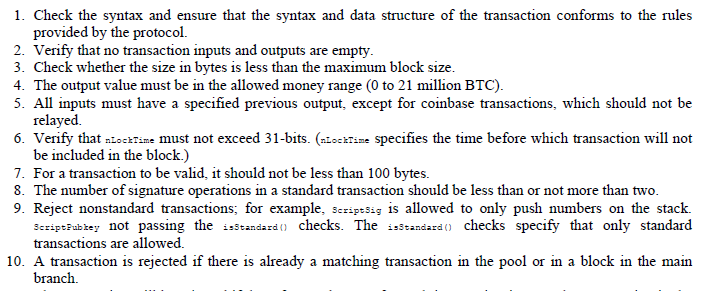 1. Check the syntax and ensure that the syntax and data structure of the transaction conforms to the rules
provided by the protocol.
2. Verify that no transaction inputs and outputs are empty.
3. Check whether the size in bytes is less than the maximum block size.
4. The output value must be in the allowed money range (0 to 21 million BTC).
5. All inputs must have a specified previous output, except for coinbase transactions, which should not be
relayed.
6. Verify that nLockTime must not exceed 31-bits. (nLockTime specifies the time before which transaction will not
be included in the block.)
7. For a transaction to be valid, it should not be less than 100 bytes.
8. The number of signature operations in a standard transaction should be less than or not more than two.
9. Reject nonstandard transactions; for example, ScriptSig is allowed to only push numbers on the stack.
ScriptPubkey not passing the isStandard() checks. The isStandard() checks specify that only standard
transactions are allowed.
10. A transaction is rejected if there is already a matching transaction in the pool or in a block in the main
branch.